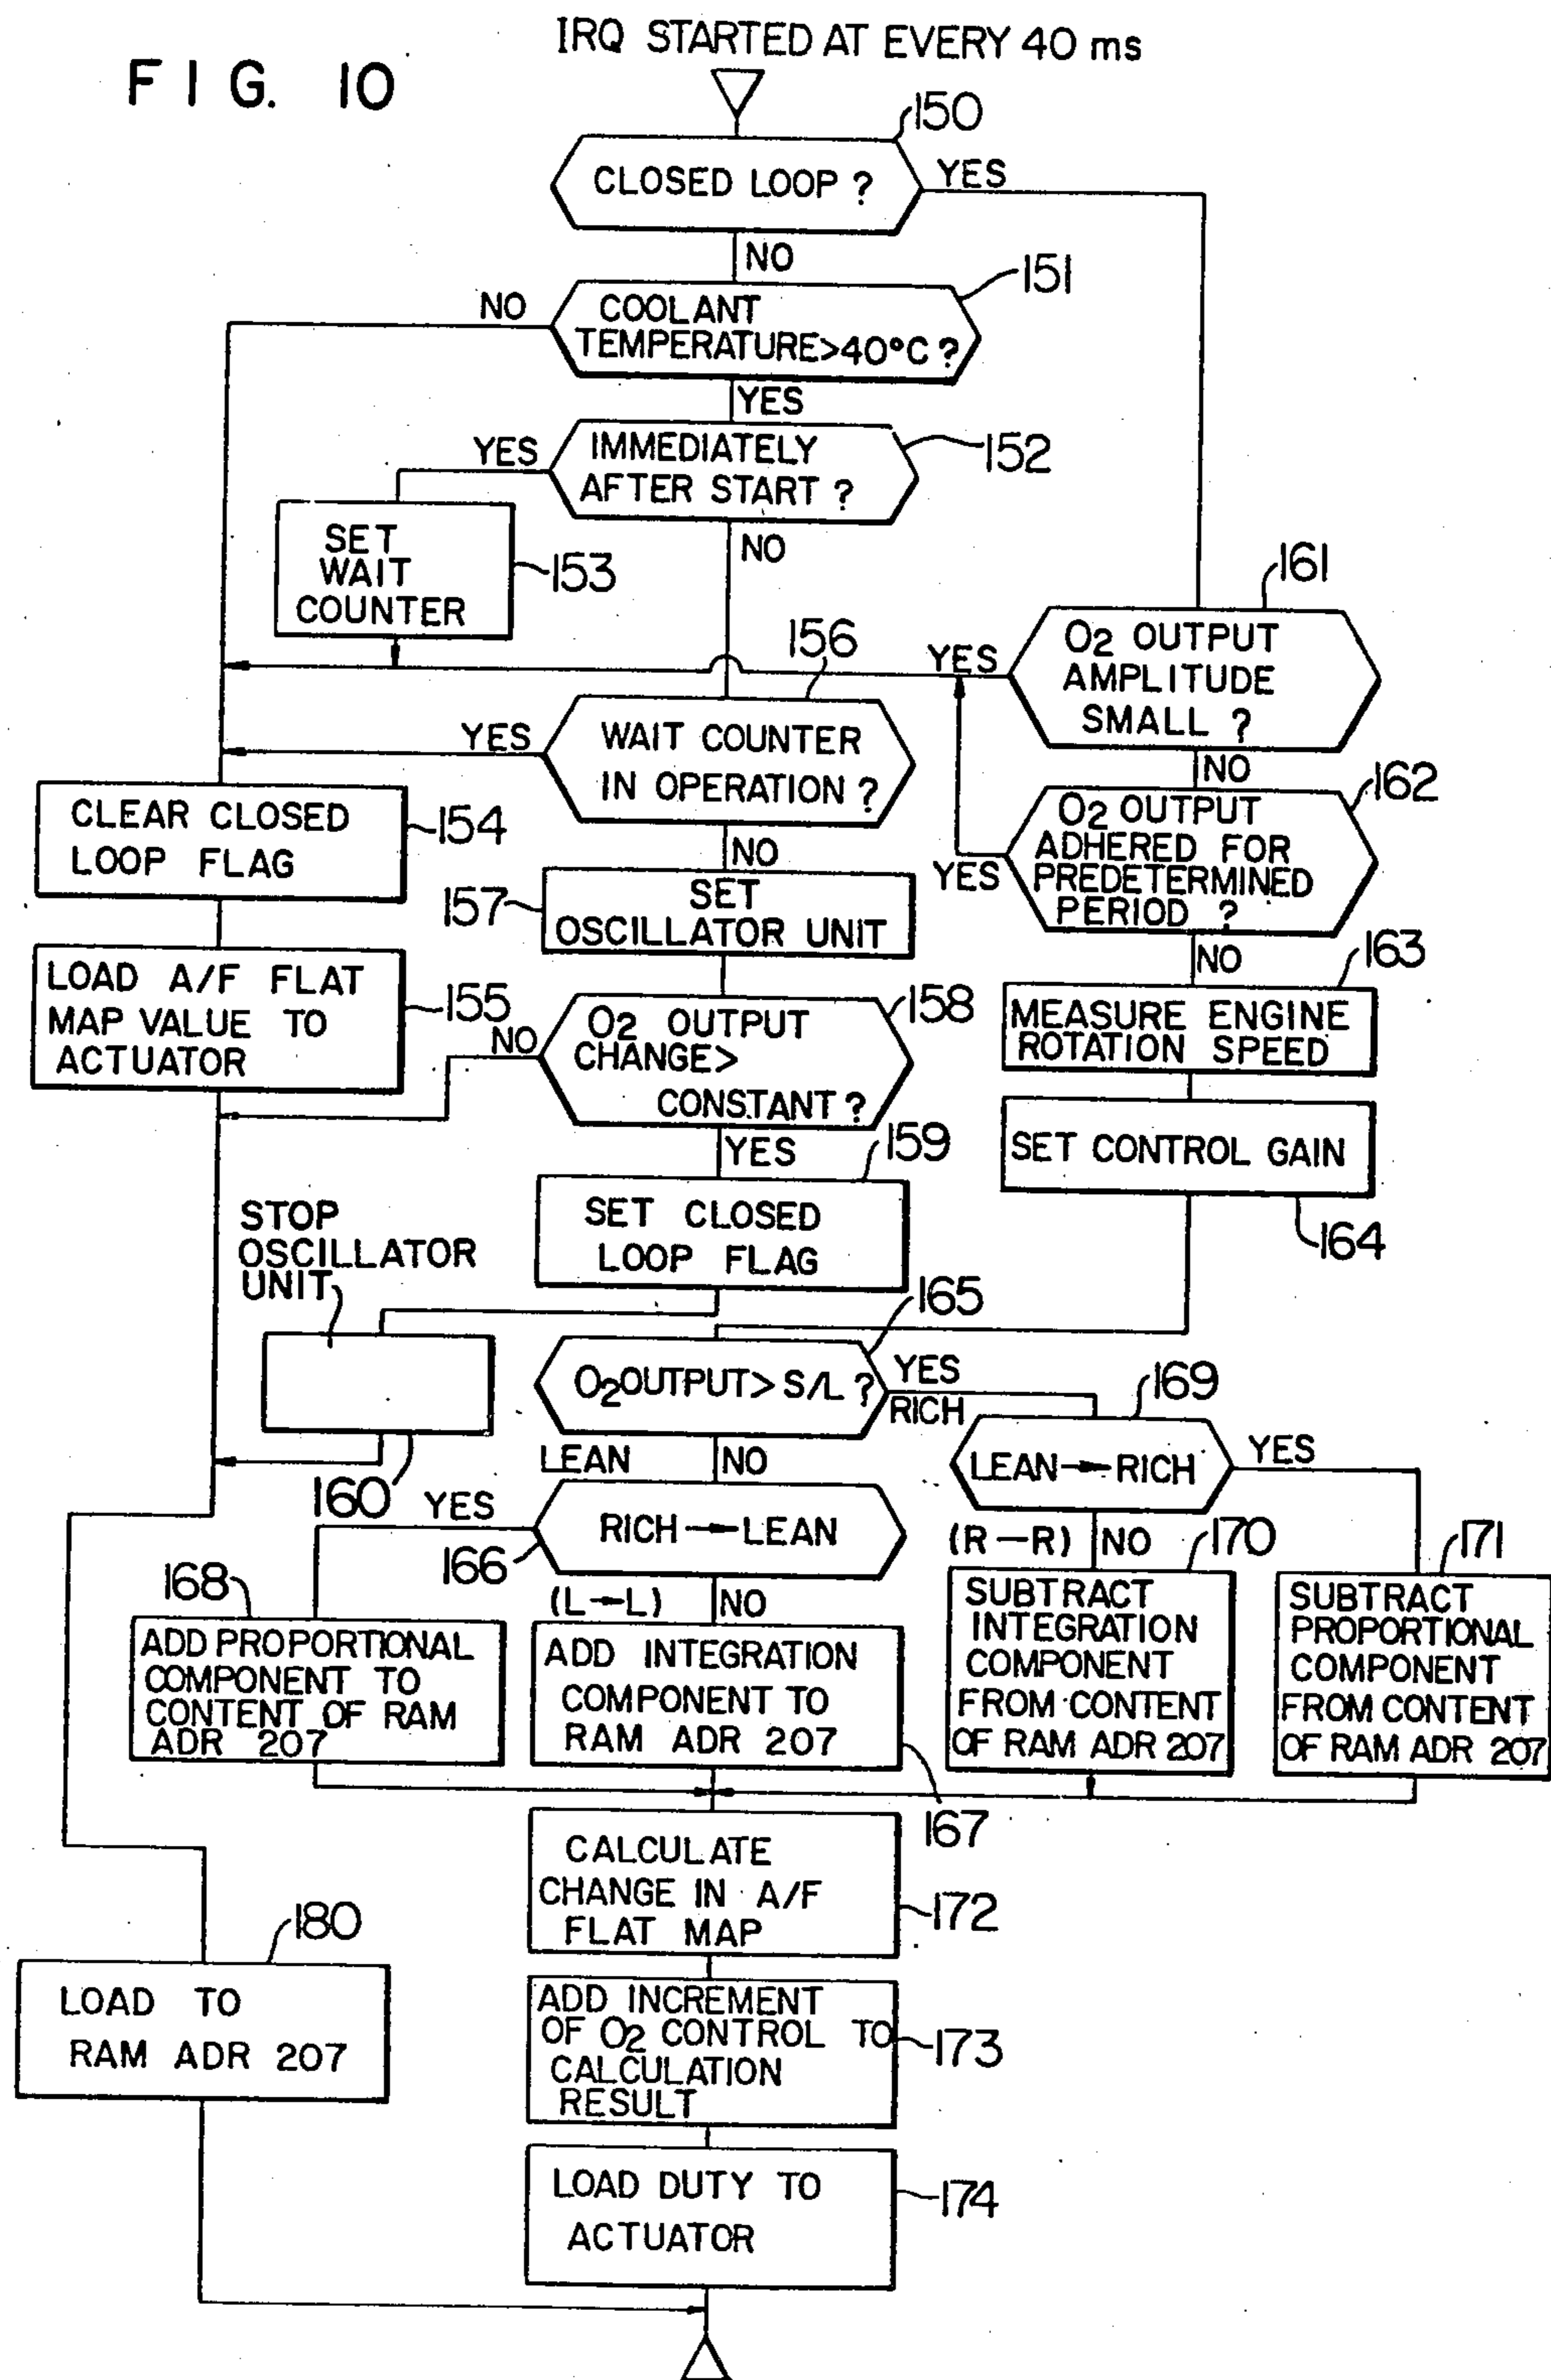 IRQ STARTED AT EVERY 40 ms
FIG. 10
150
CLOSED LOOP ?
YES
NO
151
NO
COOLANT
TEMPERATURE>40°C ?
YES
152
YES
IMMEDIATELY
AFTER START ?
SET
WAIT
COUNTER
153
NO
161
O2 OUTPUT
AMPLITUDE
SMALL ?
156
YES
YES
WAIT COUNTER
IN OPERATION ?
NO
162
O2 OUTPUT
ADHERED FOR
PREDETERMINED
PERIOD ?
YES
CLEAR CLOSED
LOOP FLAG
154
NO
157
SET
OSCILLATOR UNIT
NO
163
LOAD A/F FLAT
MAP VALUE TO
ACTUATOR
155
158
NO
O2 OUTPUT
CHANGE>
CONSTANT ?
MEASURE ENGINE
ROTATION SPEED
YES
159
SET CONTROL GAIN
164
STOP
OSCILLATOR
UNIT
SET CLOSED
LOOP FLAG
165
O2 OUTPUT > S/L ?
YES
RICH
169
LEAN
NO
LEAN → RICH
YES
160
YES
RICH → LEAN
166
(R — R)
NO
170
171
168
(L → L)
NO
ADD PROPORTIONAL
COMPONENT TO
CONTENT OF RAM
ADR 207
ADD INTEGRATION
COMPONENT TO
RAM ADR 207
SUBTRACT
INTEGRATION
COMPONENT
FROM CONTENT
OF RAM ADR 207
SUBTRACT
PROPORTIONAL
COMPONENT
FROM CONTENT
OF RAM ADR 207
167
CALCULATE
CHANGE IN A/F
FLAT MAP
172
180
LOAD TO
RAM ADR 207
ADD INCREMENT
OF O2 CONTROL TO
CALCULATION
RESULT
173
LOAD DUTY TO
ACTUATOR
174